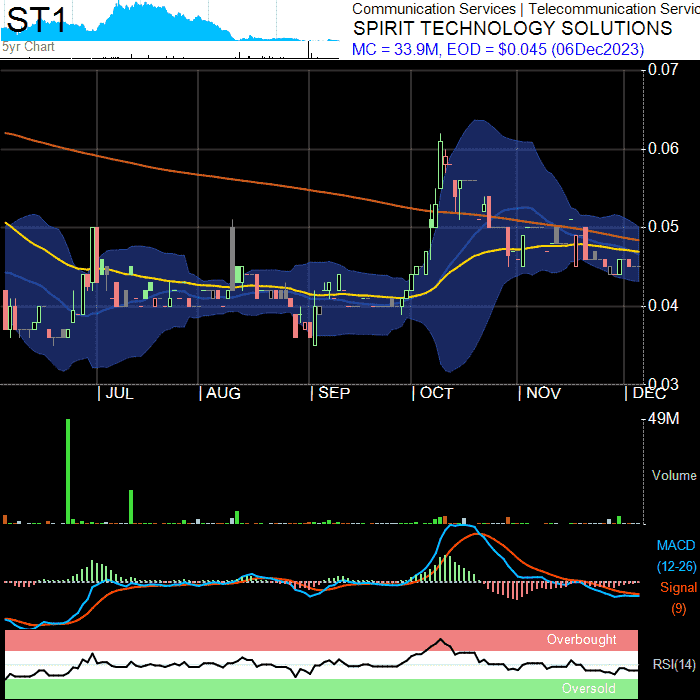 ST1
5yr Chart
Communication Services | Telecommunication Servic
SPIRIT TECHNOLOGY SOLUTIONS
MC = 33.9M, EOD = $0.045 (06Dec2023)
0.07
0.06
0.05
0.04
0.03
| JUL | AUG | SEP | OCT | NOV | DEC
49M
Volume
MACD
(12-26)
Signal
(9)
Overbought
RSI(14)
Oversold